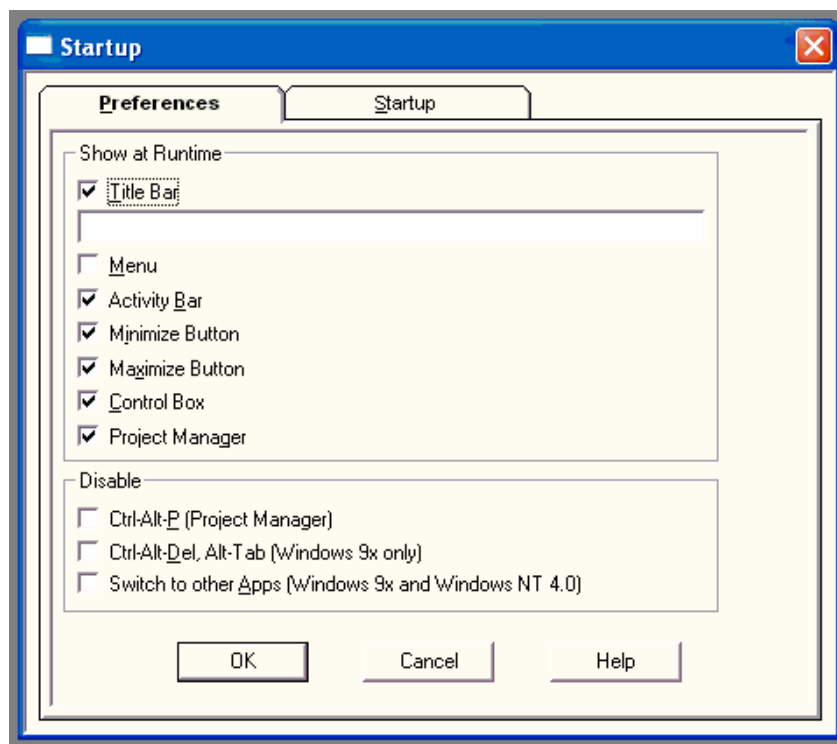 Startup
Preferences
Startup
Show at Runtime
Title Bar
Menu
Activity Bar
Minimize Button
Maximize Button
Control Box
Project Manager
Disable
Ctrl-Alt-P (Project Manager)
Ctrl-Alt-Del, Alt-Tab (Windows 9x only)
Switch to other Apps (Windows 9x and Windows NT 4.0)
OK
Cancel
Help